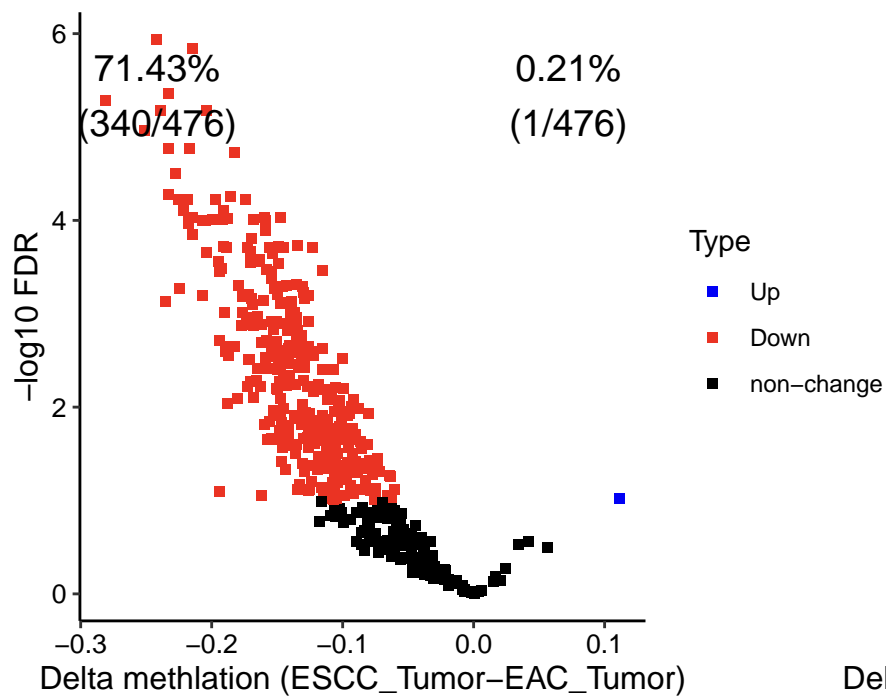 6
71.43%
0.21%
(340/476)
(1/476)
4
−log10 FDR
Type
Up
Down
non−change
2
0
−0.3
−0.2
−0.1
0.0
0.1
Delta methlation (ESCC_Tumor−EAC_Tumor)
Del